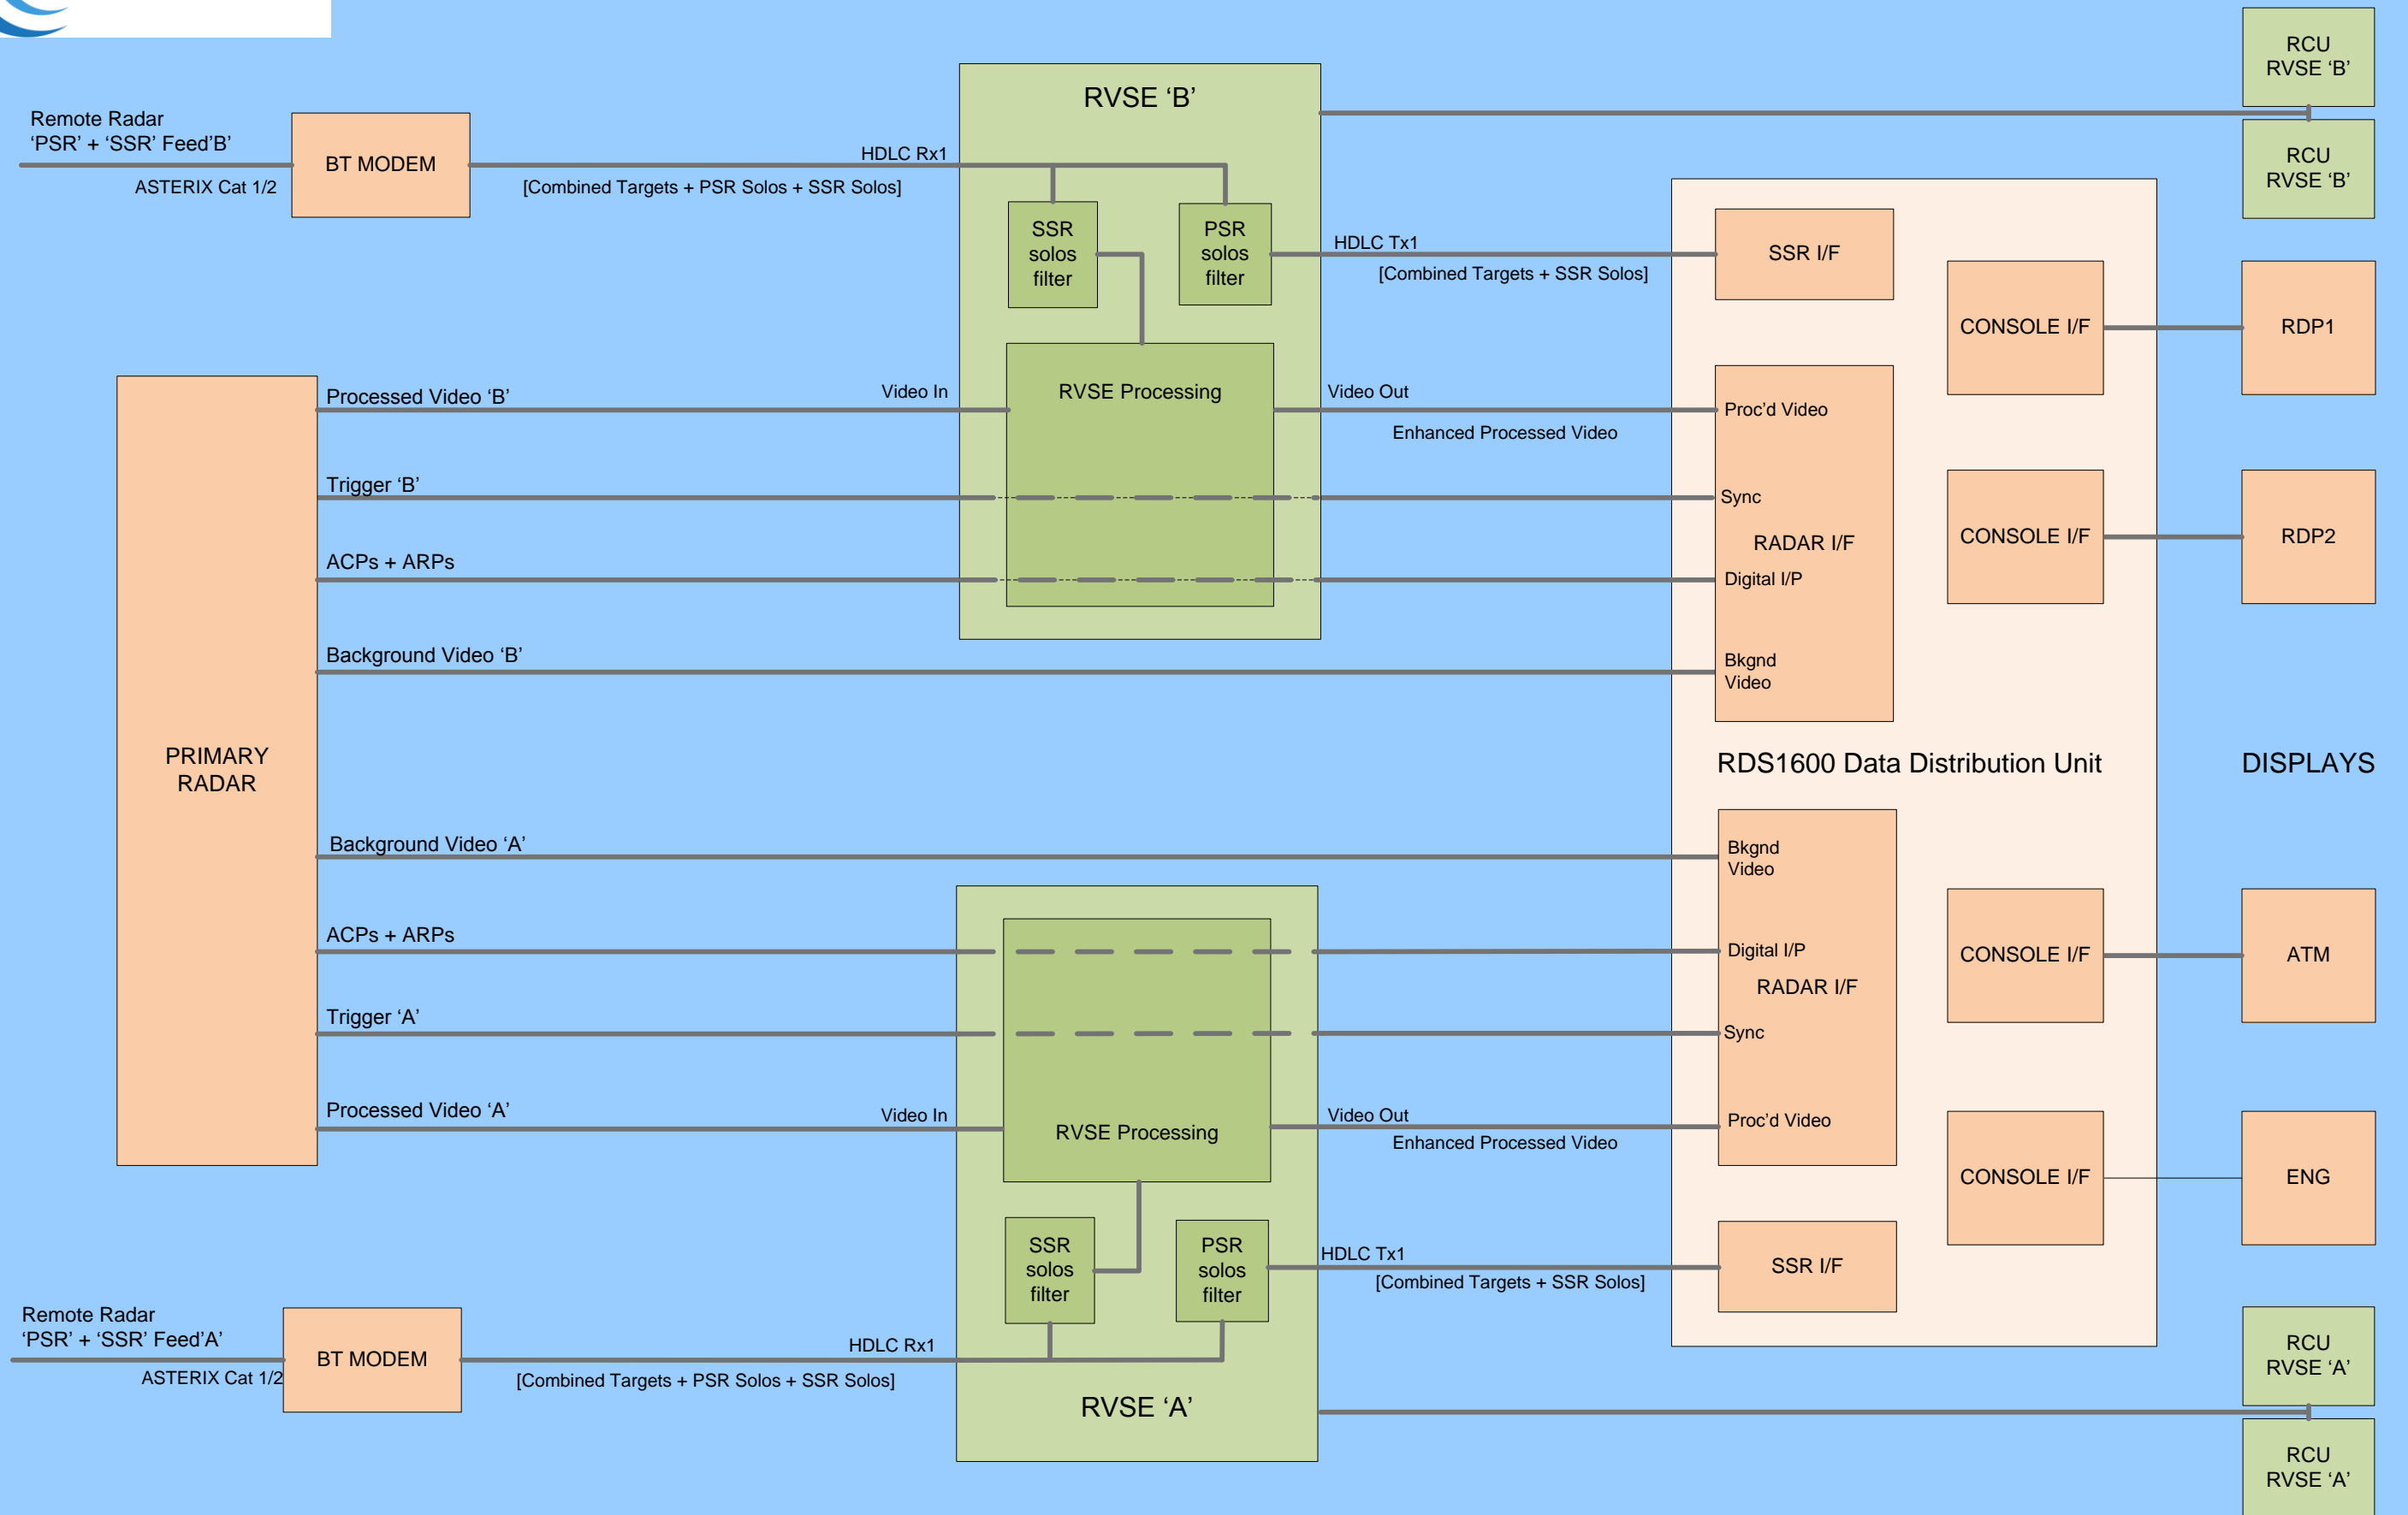 RCU
RVSE ‘B’
RVSE ‘B’
Remote Radar
‘PSR’ + ‘SSR’ Feed’B’
BT MODEM
HDLC Rx1
RCU
RVSE ‘B’
ASTERIX Cat 1/2
[Combined Targets + PSR Solos + SSR Solos]
SSR
solos
filter
PSR
solos
filter
HDLC Tx1
[Combined Targets + SSR Solos]
SSR I/F
CONSOLE I/F
RDP1
Processed Video ‘B’
Video In
RVSE Processing
Video Out
Enhanced Processed Video
Proc’d Video
Trigger ‘B’
Sync
RADAR I/F
CONSOLE I/F
RDP2
ACPs + ARPs
Digital I/P
Background Video ‘B’
Bkgnd
Video
PRIMARY
RADAR
RDS1600 Data Distribution Unit
DISPLAYS
Background Video ‘A’
Bkgnd
Video
ACPs + ARPs
Digital I/P
RADAR I/F
CONSOLE I/F
ATM
Trigger ‘A’
Sync
Processed Video ‘A’
Video In
RVSE Processing
Video Out
Enhanced Processed Video
Proc’d Video
CONSOLE I/F
ENG
SSR
solos
filter
PSR
solos
filter
HDLC Tx1
[Combined Targets + SSR Solos]
SSR I/F
Remote Radar
‘PSR’ + ‘SSR’ Feed’A’
BT MODEM
HDLC Rx1
ASTERIX Cat 1/2
[Combined Targets + PSR Solos + SSR Solos]
RVSE ‘A’
RCU
RVSE ‘A’
RCU
RVSE ‘A’